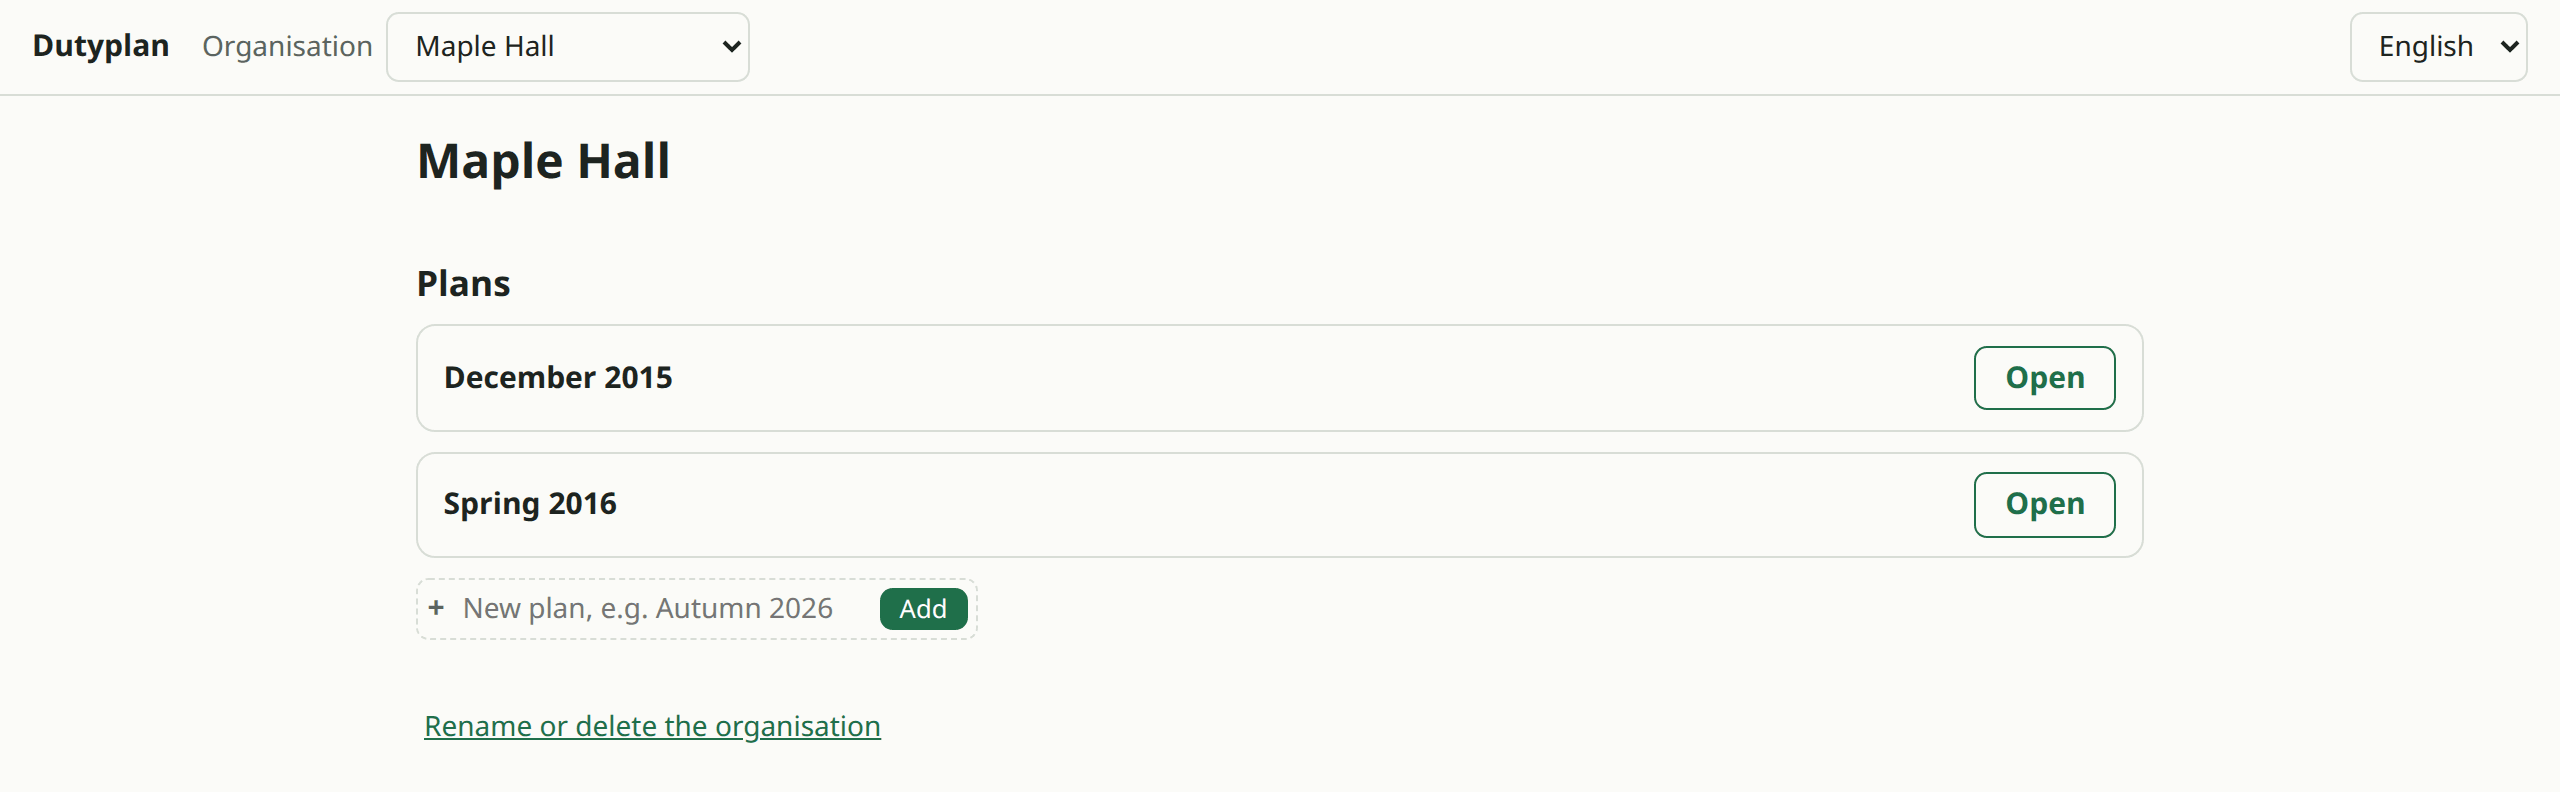 Dutyplan Organisation Maple Hall English
Maple Hall
Plans
December 2015 Open
Spring 2016 Open
+ New plan, e.g. Autumn 2026 Add
Rename or delete the organisation